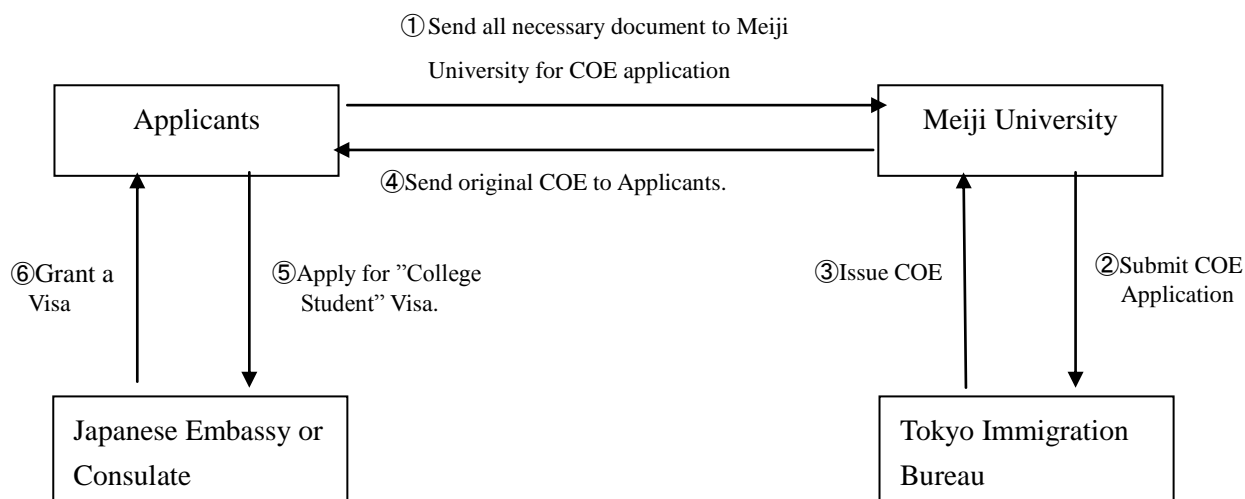 ①Send all necessary document to Meiji
University for COE application
Applicants
Meiji University
④Send original COE to Applicants.
⑥Grant a
Visa
⑤Apply for ”College
Student” Visa.
③Issue COE
②Submit COE
Application
Japanese Embassy or
Consulate
Tokyo Immigration
Bureau